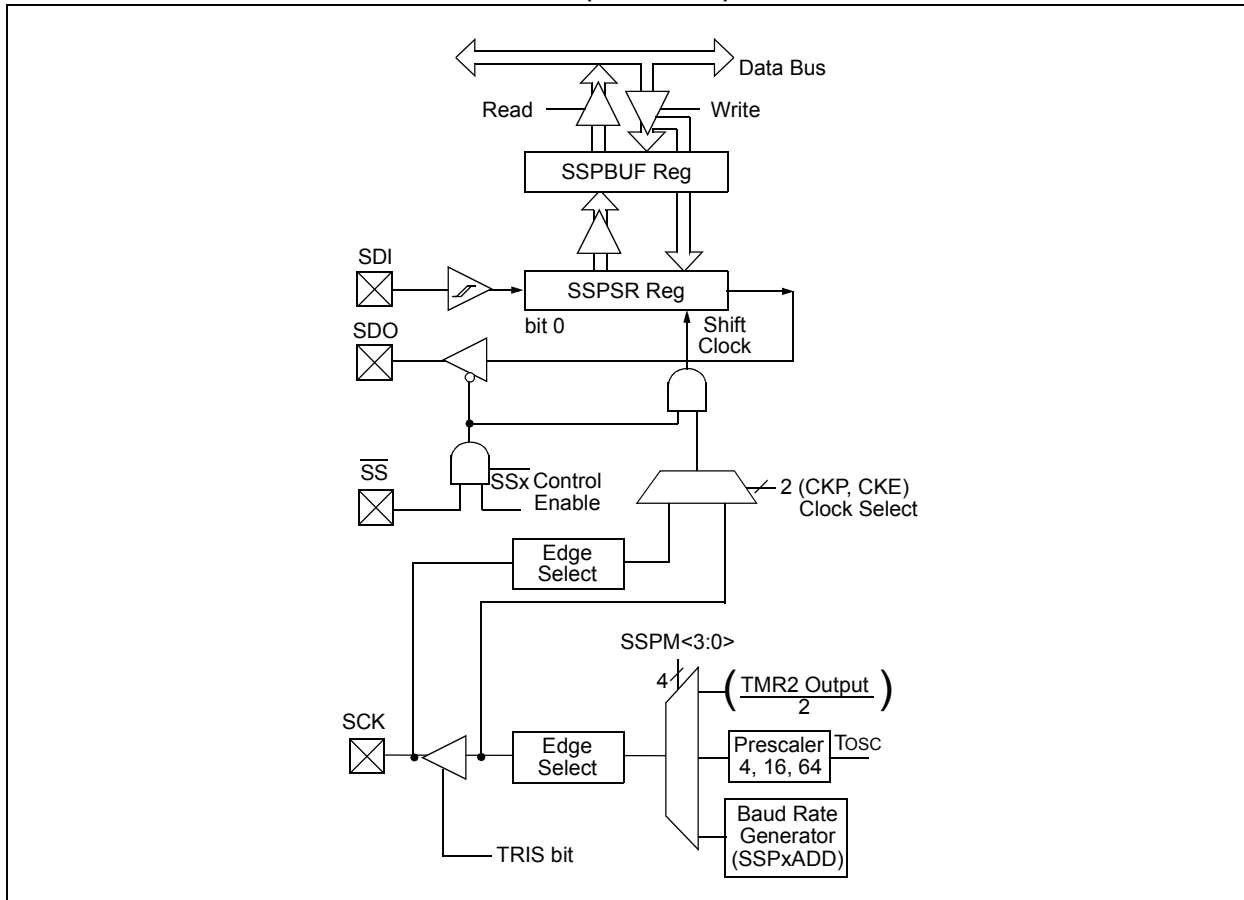 Data Bus
Read
Write
SSPBUF Reg
SDI
SSPSR Reg
bit 0
Shift
Clock
SDO
SS
SSx Control
Enable
2 (CKP, CKE)
Clock Select
Edge
Select
SSPM<3:0>
4
(TMR2 Output)
2
SCK
Edge
Select
Prescaler
4, 16, 64
TOSC
Baud Rate
Generator
(SSPxADD)
TRIS bit